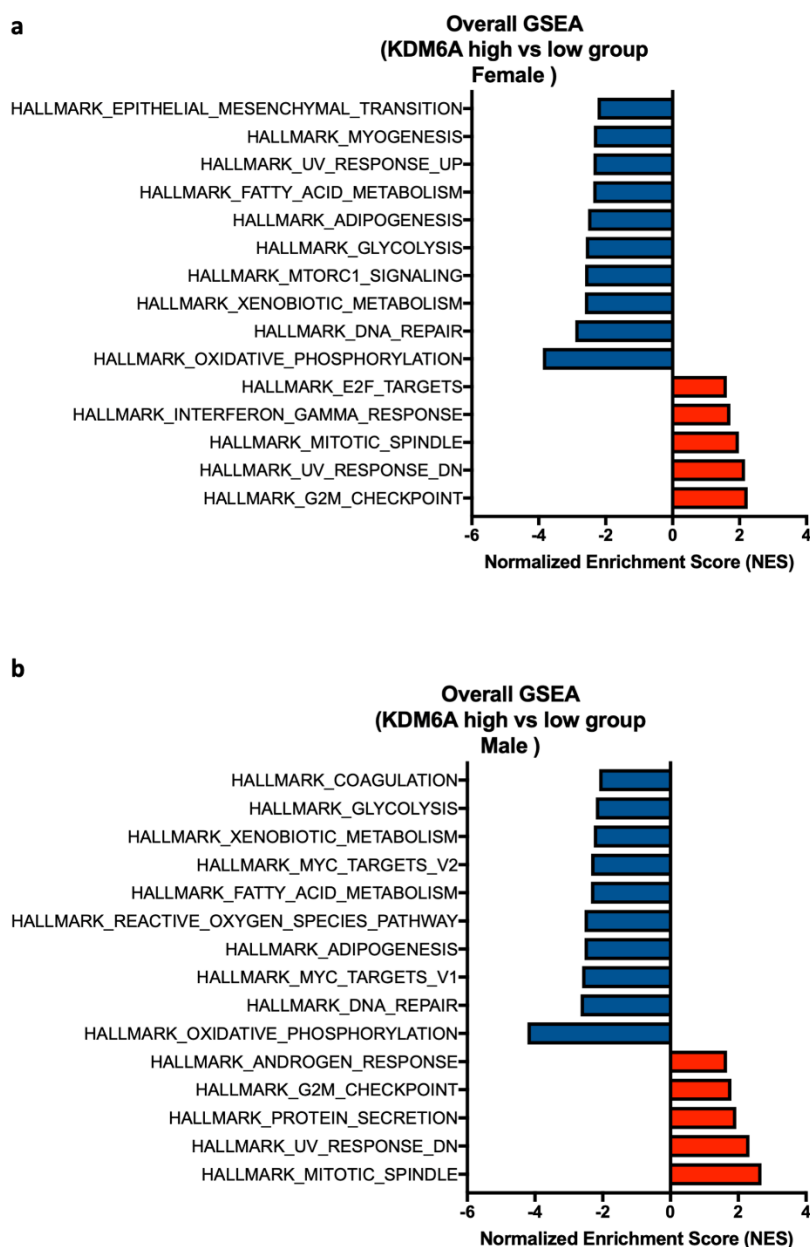 a
Overall GSEA
(KDM6A high vs low group
Female )
HALLMARK_EPITHELIAL_MESENCHYMAL_TRANSITION
HALLMARK_MYOGENESIS
HALLMARK_UV_RESPONSE_UP
HALLMARK_FATTY_ACID_METABOLISM
HALLMARK_ADIPOGENESIS
HALLMARK_GLYCOLYSIS
HALLMARK_MTORC1_SIGNALING
HALLMARK_XENOBIOTIC_METABOLISM
HALLMARK_DNA_REPAIR
HALLMARK_OXIDATIVE_PHOSPHORYLATION
HALLMARK_E2F_TARGETS
HALLMARK_INTERFERON_GAMMA_RESPONSE
HALLMARK_MITOTIC_SPINDLE
HALLMARK_UV_RESPONSE_DN
HALLMARK_G2M_CHECKPOINT
-6 -4 -2 0 2 4
Normalized Enrichment Score (NES)
b
Overall GSEA
(KDM6A high vs low group
Male )
HALLMARK_COAGULATION
HALLMARK_GLYCOLYSIS
HALLMARK_XENOBIOTIC_METABOLISM
HALLMARK_MYC_TARGETS_V2
HALLMARK_FATTY_ACID_METABOLISM
HALLMARK_REACTIVE_OXYGEN_SPECIES_PATHWAY
HALLMARK_ADIPOGENESIS
HALLMARK_MYC_TARGETS_V1
HALLMARK_DNA_REPAIR
HALLMARK_OXIDATIVE_PHOSPHORYLATION
HALLMARK_ANDROGEN_RESPONSE
HALLMARK_G2M_CHECKPOINT
HALLMARK_PROTEIN_SECRETION
HALLMARK_UV_RESPONSE_DN
HALLMARK_MITOTIC_SPINDLE
-6 -4 -2 0 2 4
Normalized Enrichment Score (NES)